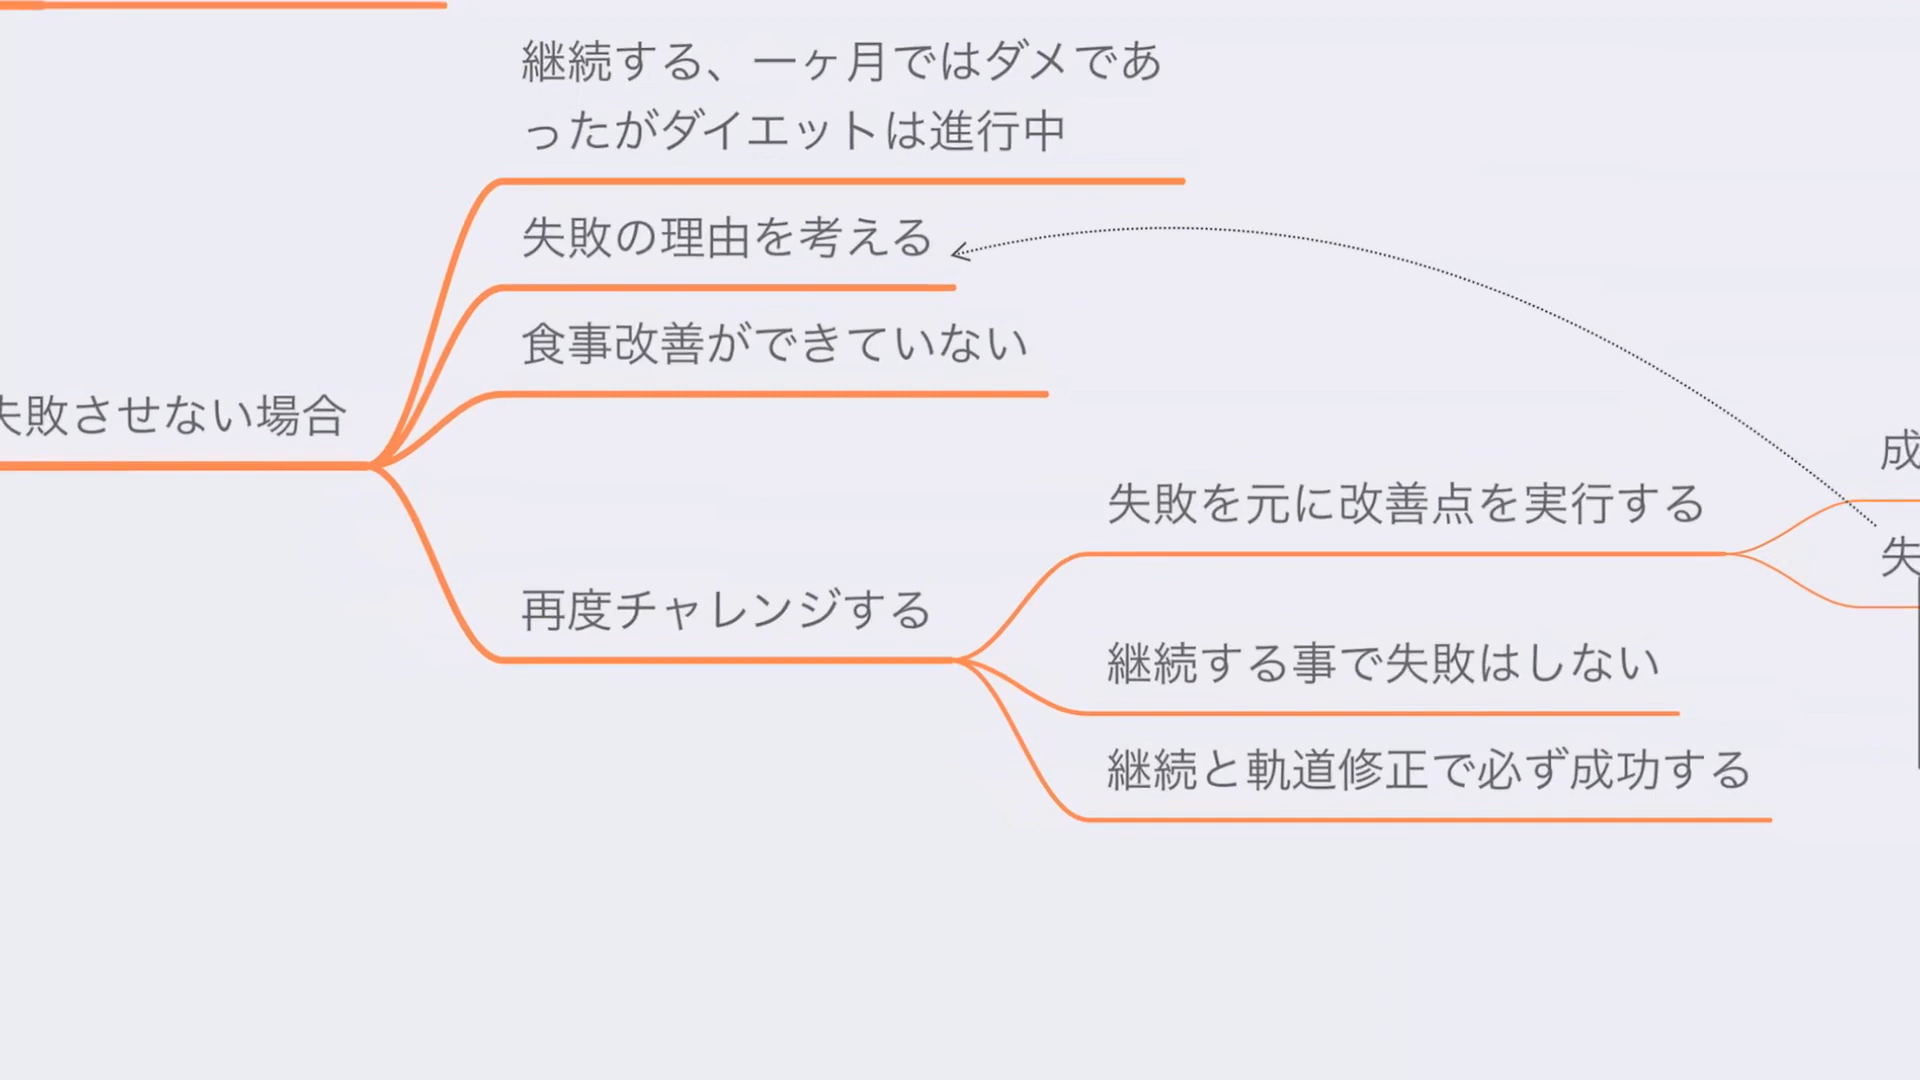 継続する、一ヶ月ではダメであ
ったがダイエットは進行中
失敗の理由を考える
食事改善ができていない
失敗させない場合
再度チャレンジする
失敗を元に改善点を実行する
継続する事で失敗はしない
継続と軌道修正で必ず成功する
成
失